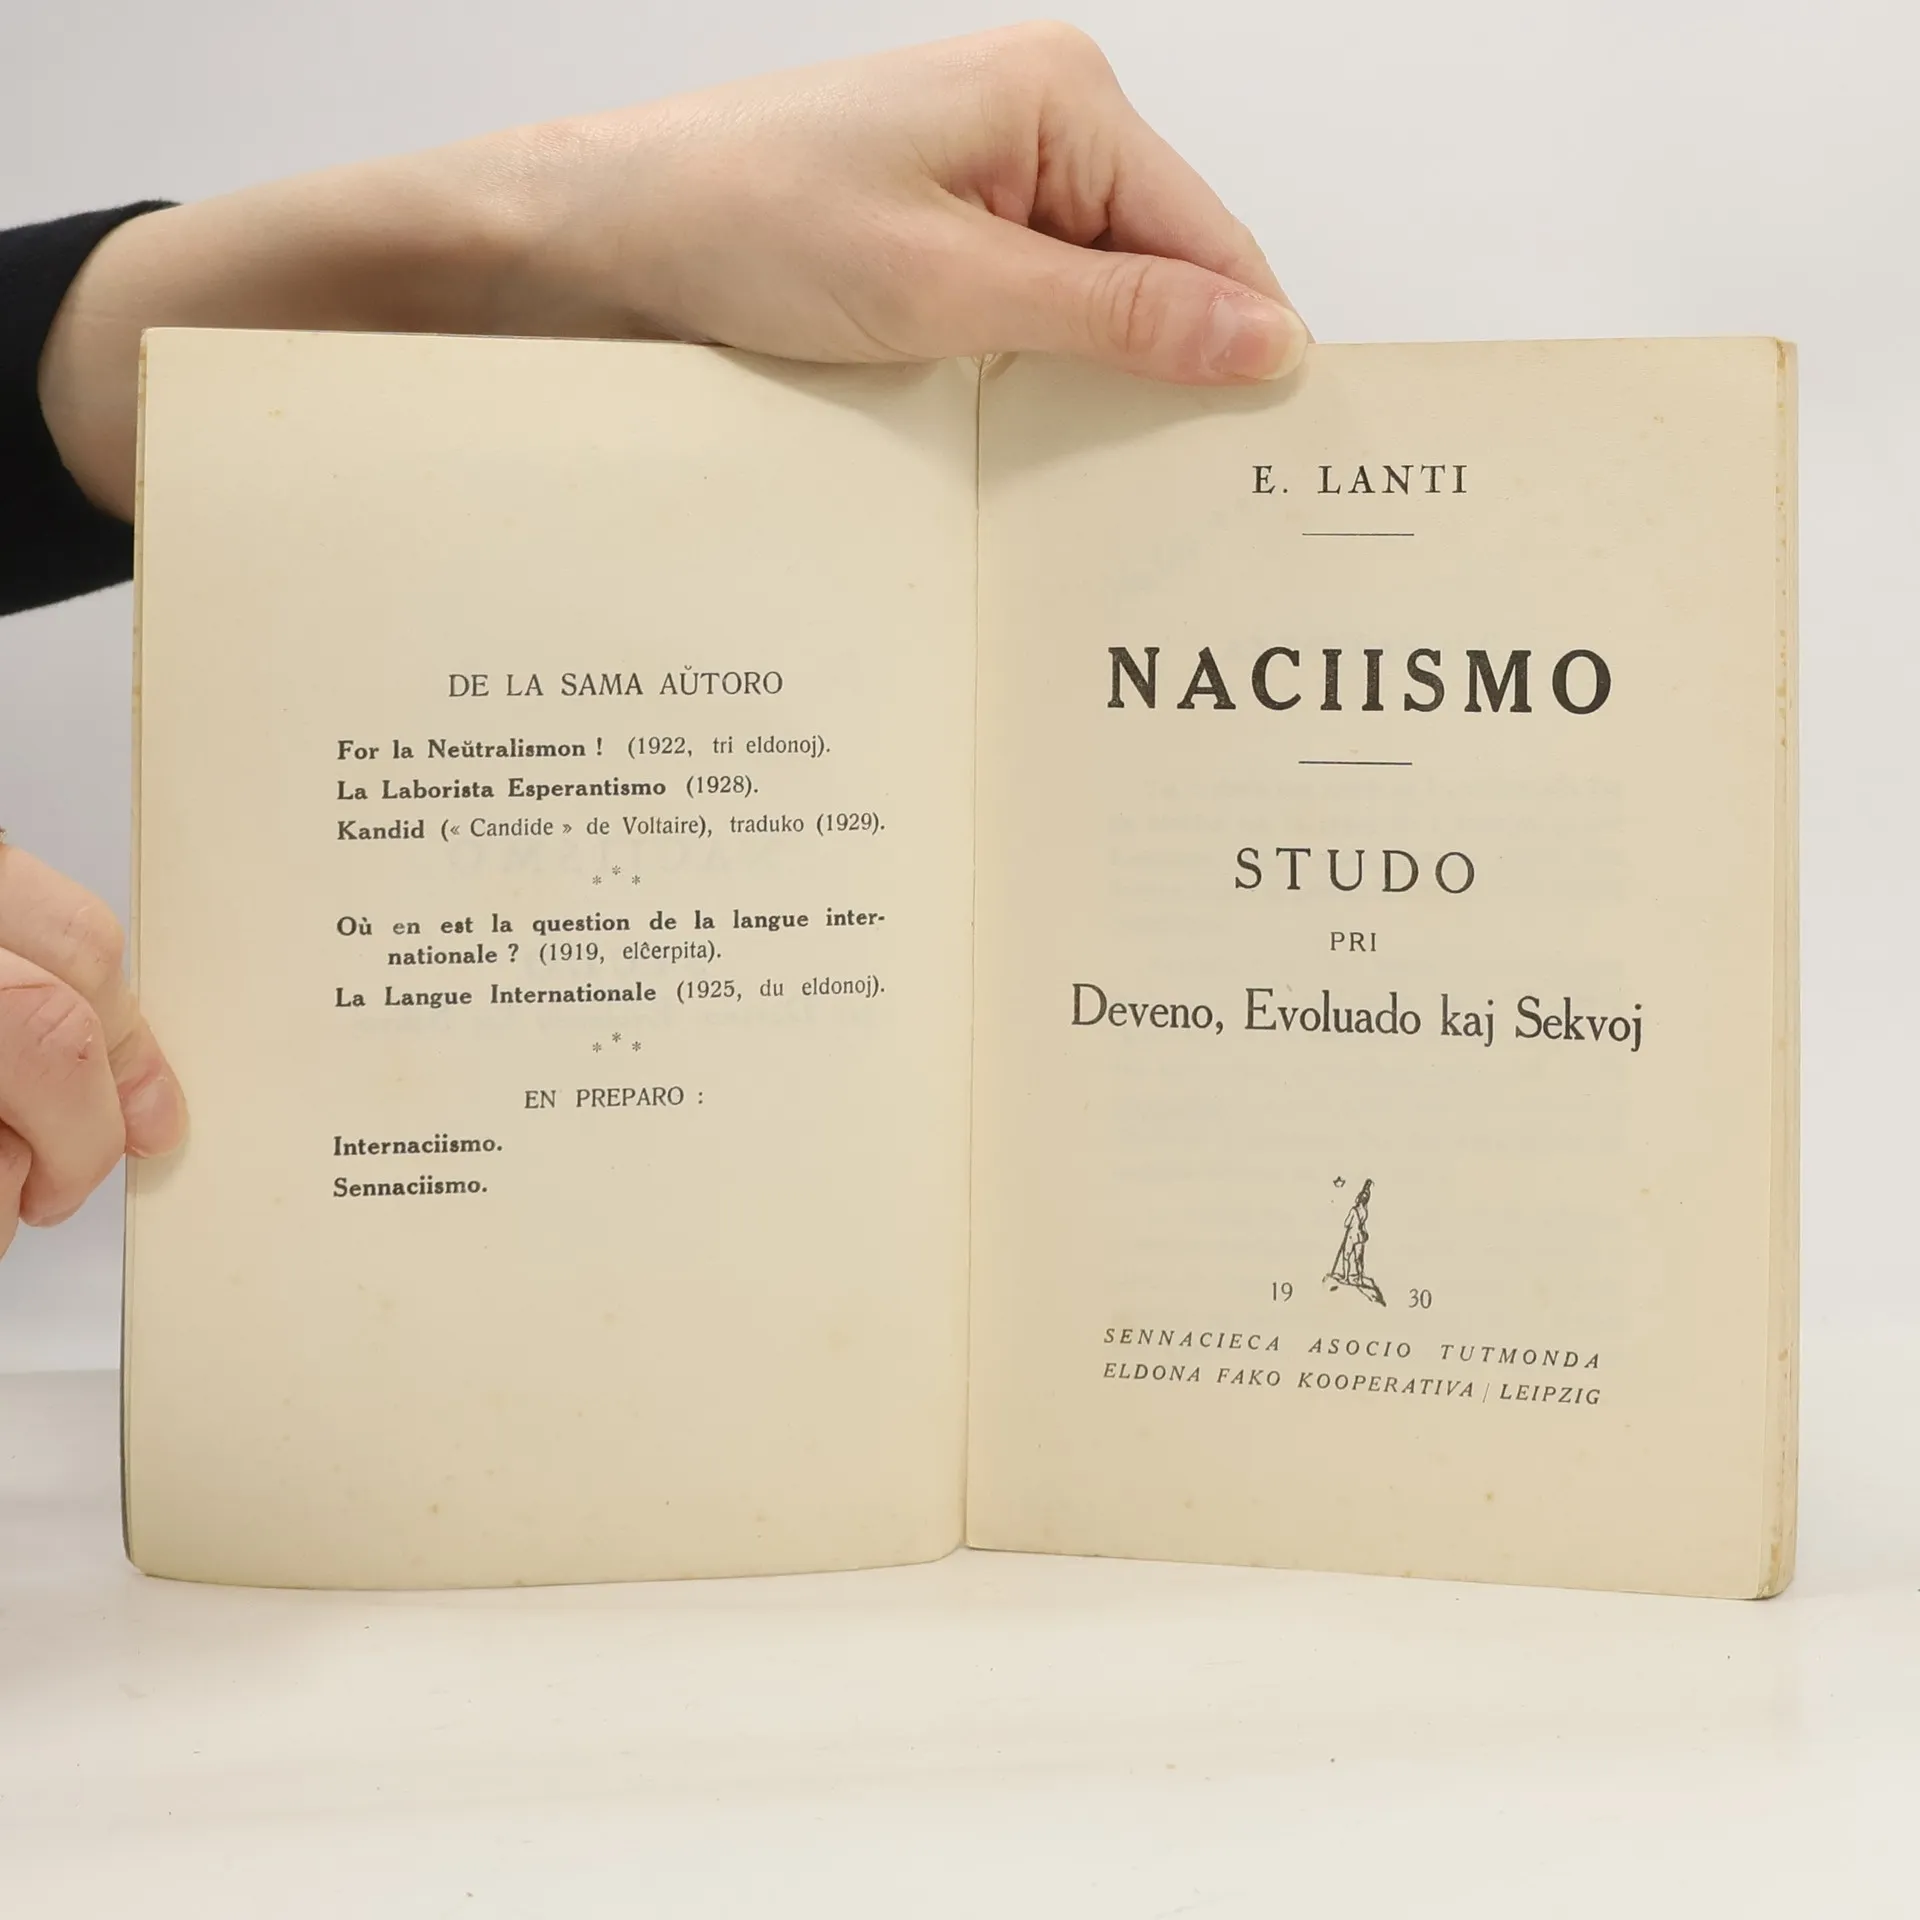 DE LA SAMA AŬTORO
For la Neŭtralismon ! (1922, tri eldonoj).
La Laborista Esperantismo (1928).
Kandid (« Candide » de Voltaire), traduko (1929).
* * *
Où en est la question de la langue inter-
nationale ? (1919, elĉerpita).
La Langue Internationale (1925, du eldonoj).
* * *
EN PREPARO :
Internaciismo.
Sennaciismo.
E. LANTI
NACIISMO
STUDO
PRI
Deveno, Evoluado kaj Sekvoj
19 30
SENNACIECA ASOCIO TUTMONDA
ELDONA FAKO KOOPERATIVA / LEIPZIG